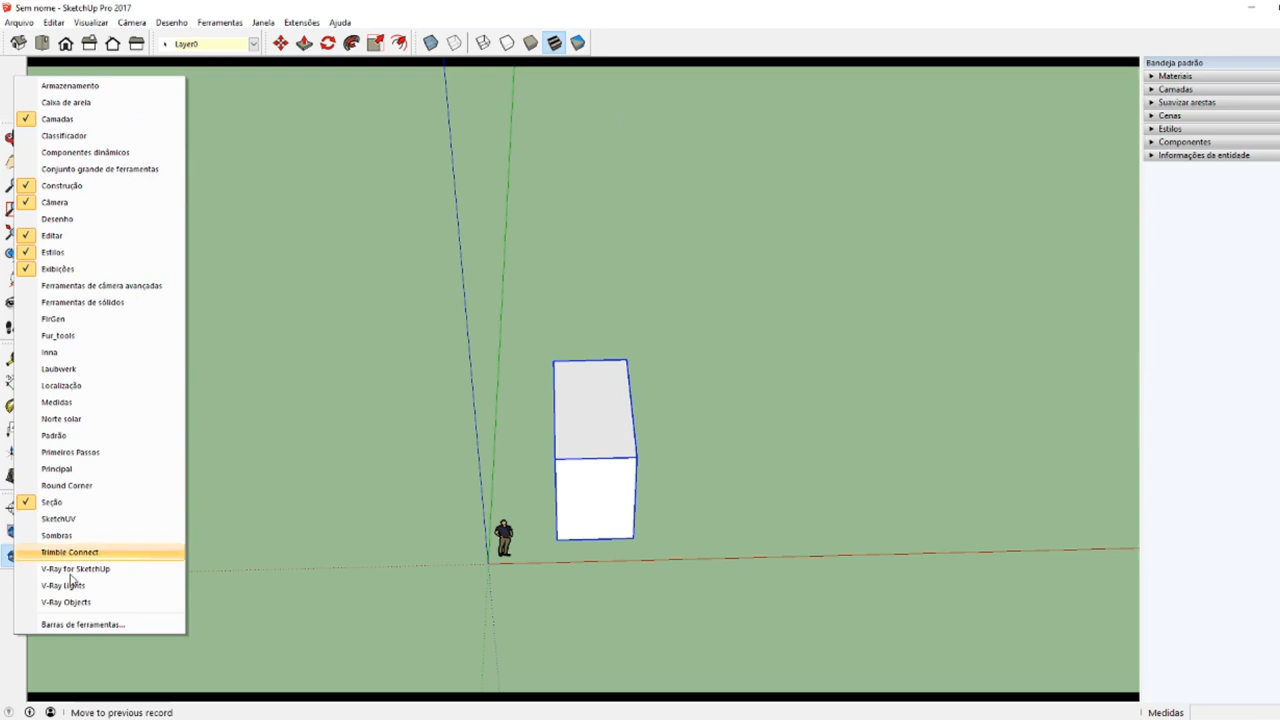 Sem nome - SketchUp Pro 2017
Arquivo Editar Visualizar Câmera Desenho Ferramentas Janela Extensões Ajuda
Layer0
Bandeja padrão
Materiais
Camadas
Suavizar arestas
Cenas
Estilos
Componentes
Informações da entidade
Armazenamento
Caixa de areia
Camadas
Classificador
Componentes dinâmicos
Conjunto grande de ferramentas
Construção
Câmera
Desenho
Editar
Estilos
Exibições
Ferramentas de câmera avançadas
Ferramentas de sólidos
FirGen
Fur_tools
Inna
Laubwerk
Localização
Medidas
Norte solar
Padrão
Primeiros Passos
Principal
Round Corner
Seção
SketchUV
Sombras
Trimble Connect
V-Ray for SketchUp
V-Ray Lights
V-Ray Objects
Barras de ferramentas...
Move to previous record
Medidas